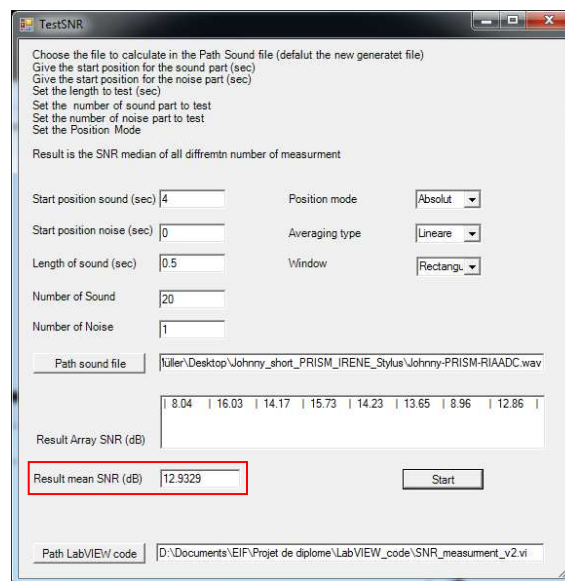 TestSNR
Choose the file to calculate in the Path Sound file (defalut the new generatet file)
Give the start position for the sound part (sec)
Give the start position for the noise part (sec)
Set the length to test (sec)
Set the number of sound part to test
Set the number of noise part to test
Set the Position Mode
Result is the SNR median of all diffremtn number of measurment
Start position sound (sec) 4 Position mode Absolut
Start position noise (sec) 0 Averaging type Lineare
Length of sound (sec) 0.5 Window Rectangu
Number of Sound 20
Number of Noise 1
Path sound file üller\Desktop\Johnny_short_PRISM_IRENE_Stylus\Johnny-PRISM-RIAADC.wav
| 8.04 | 16.03 | 14.17 | 15.73 | 14.23 | 13.65 | 8.96 | 12.86 |
Result Array SNR (dB)
Result mean SNR (dB) 12.9329 Start
Path LabVIEW code D:\Documents\EIF\Projet de diplome\LabVIEW_code\SNR_measurment_v2.vi